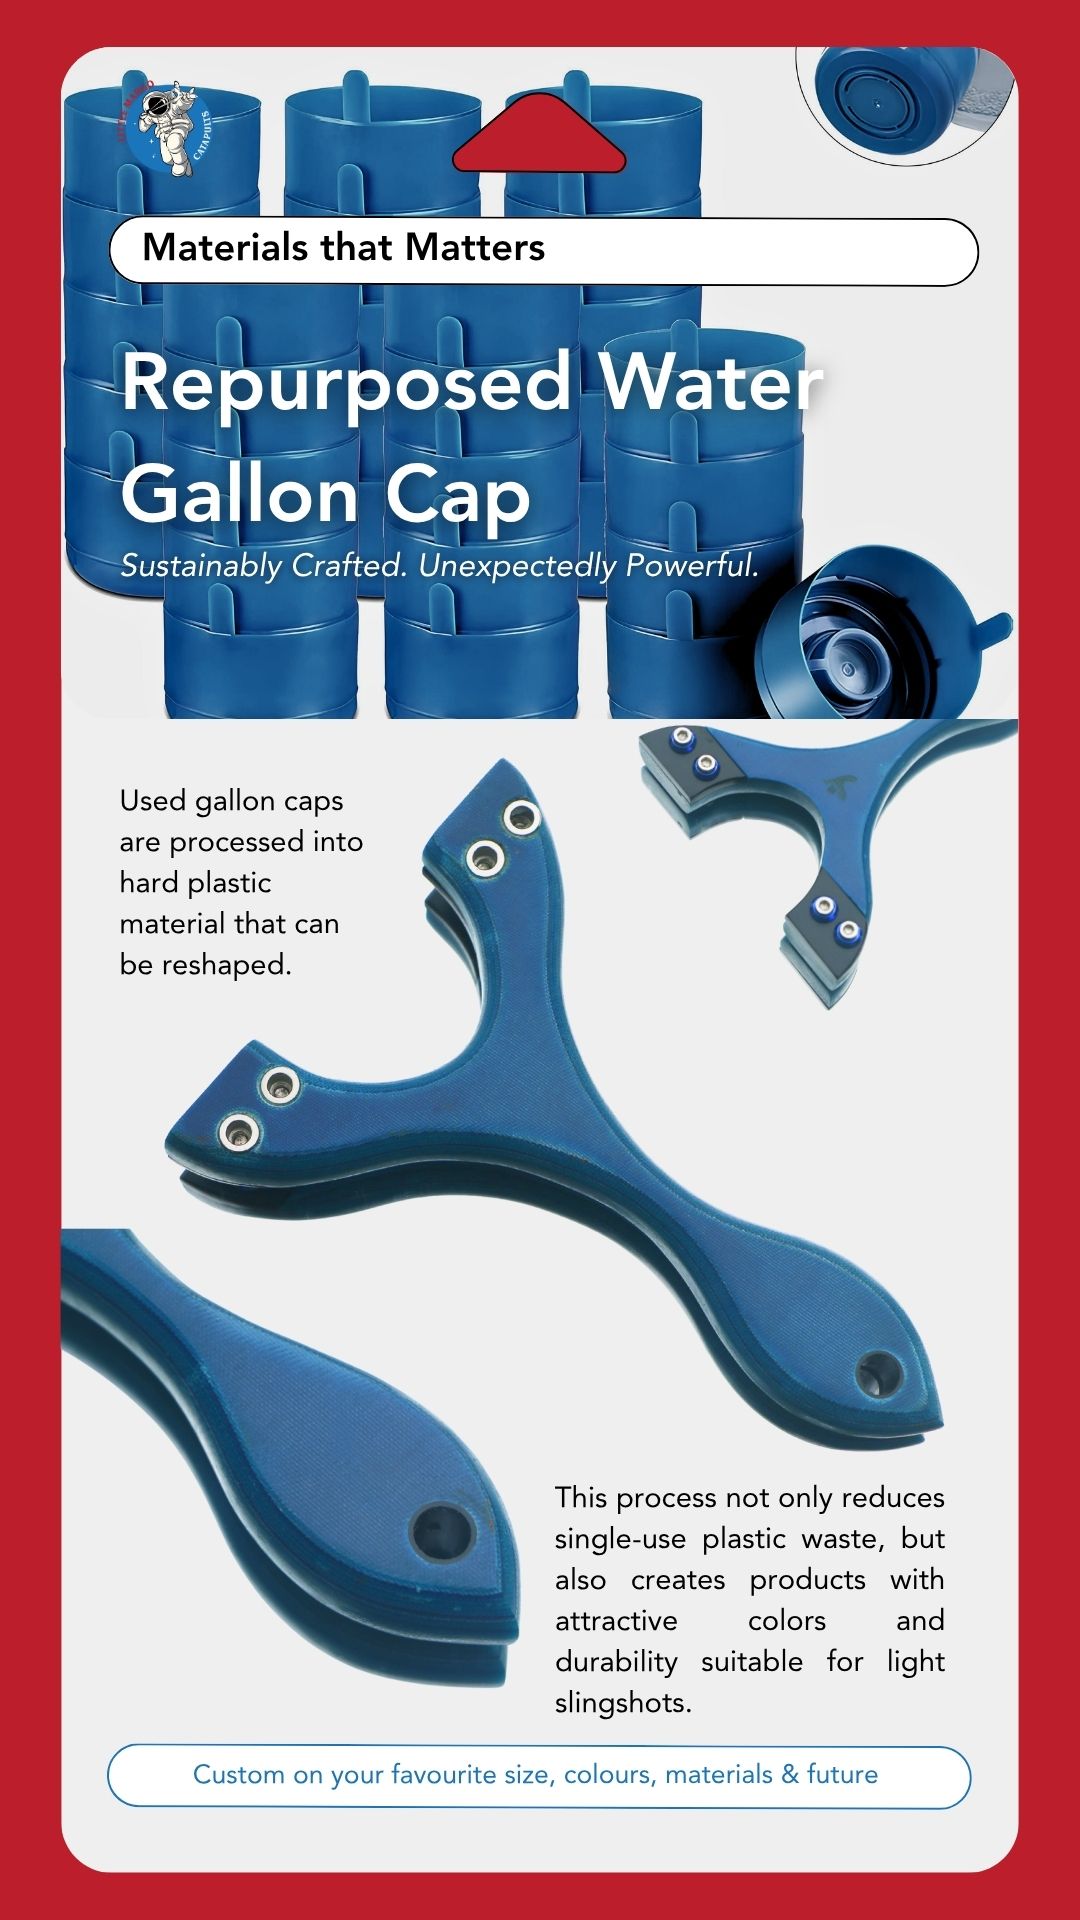 CATAPULTS
Materials that Matters
Repurposed Water
Gallon Cap
Sustainably Crafted. Unexpectedly Powerful.
Used gallon caps
are processed into
hard plastic
material that can
be reshaped.
This process not only reduces
single-use plastic waste, but
also creates products with
attractive colors and
durability suitable for light
slingshots.
Custom on your favourite size, colours, materials & future